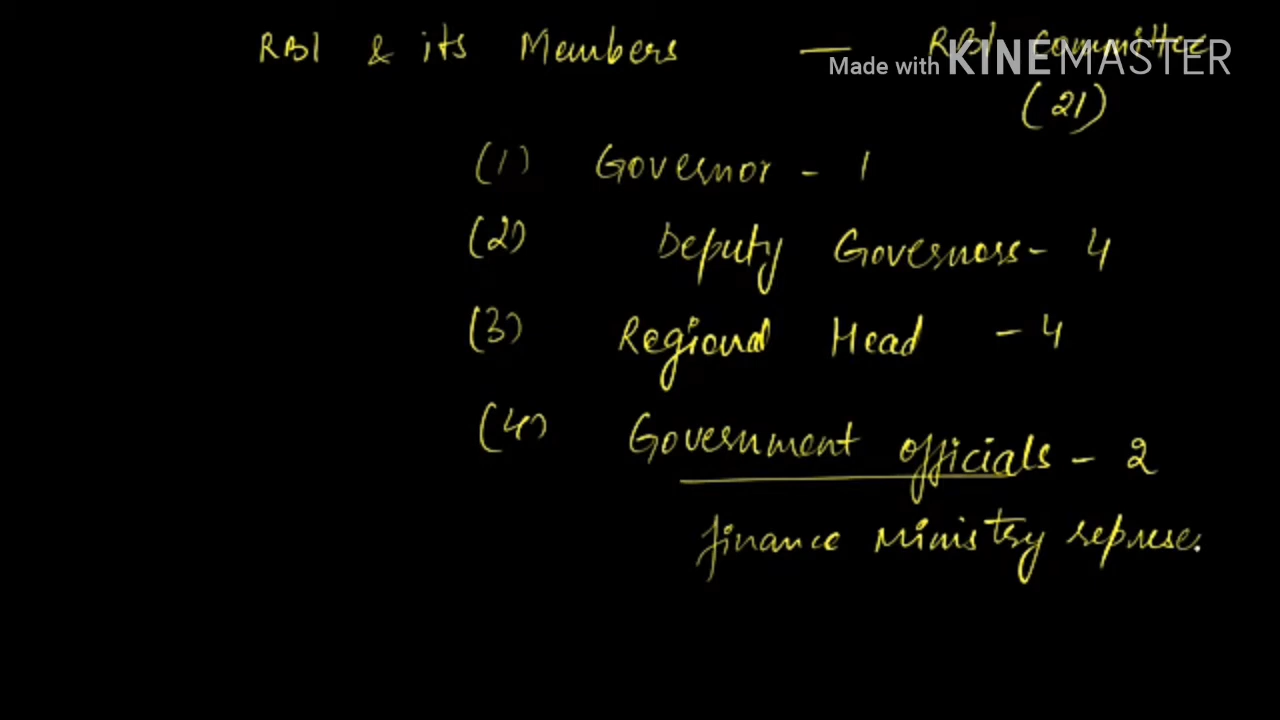 RBI & its Members — RBI Committee
Made with KINEMASTER
(21)
(1) Governor - 1
(2) Deputy Governors - 4
(3) Regional Head - 4
(4) Government officials - 2
finance Ministry represe